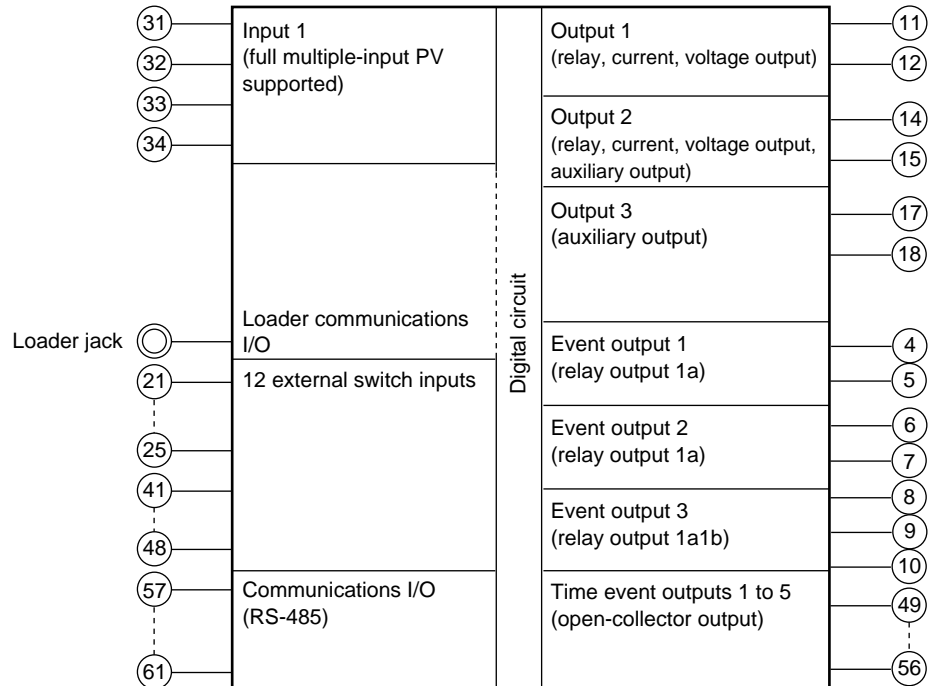 31
32
33
34
Input 1
(full multiple-input PV
supported)
Loader jack
Loader communications
I/O
21
25
41
48
12 external switch inputs
57
61
Communications I/O
(RS-485)
Digital circuit
Output 1
(relay, current, voltage output)
11
12
Output 2
(relay, current, voltage output,
auxiliary output)
14
15
Output 3
(auxiliary output)
17
18
Event output 1
(relay output 1a)
4
5
Event output 2
(relay output 1a)
6
7
Event output 3
(relay output 1a1b)
8
9
10
Time event outputs 1 to 5
(open-collector output)
49
56